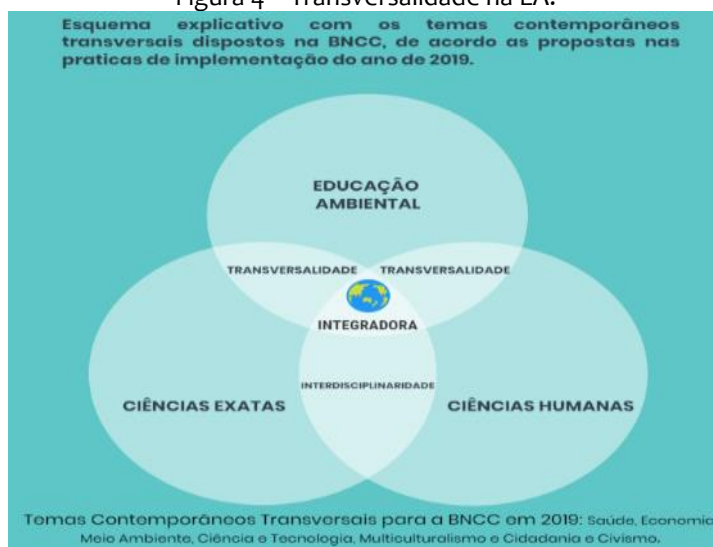 Figura 4 – Transversalidade na EA.
Esquema explicativo com os temas contemporâneos
transversais dispostos na BNCC, de acordo as propostas nas
praticas de implementação do ano de 2019.
EDUCAÇÃO
AMBIENTAL
TRANSVERSALIDADE TRANSVERSALIDADE
INTEGRADORA
INTERDISCIPLINARIDADE
CIÊNCIAS EXATAS CIÊNCIAS HUMANAS
Temas Contemporâneos Transversais para a BNCC em 2019: Saúde, Economia
Meio Ambiente, Ciência e Tecnologia, Multiculturalismo e Cidadania e Civismo.